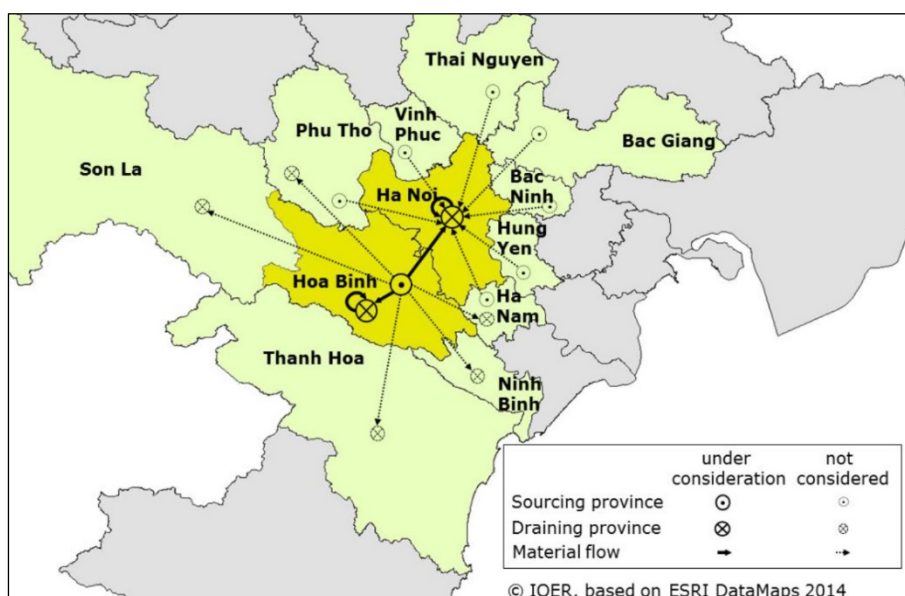 Thai Nguyen
Vinh
Phuc
Phu Tho
Bac Giang
Son La
Bac
Ninh
Ha Noi
Hung
Yen
Hoa Binh
Ha
Nam
Thanh Hoa
Ninh
Binh
under
consideration
not
considered
Sourcing province
Draining province
Material flow
© IOER, based on ESRI DataMaps 2014